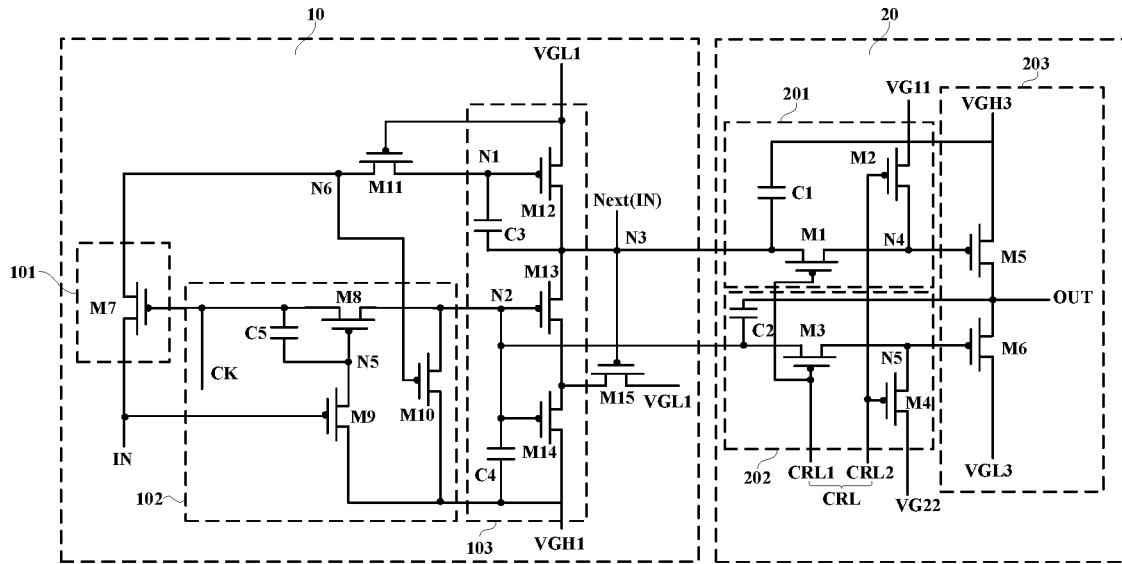 10
20
203
VGL1
VG11
VGH3
201
M11
N1
M12
N6
C3
Next(IN)
N3
M2
C1
M1
N4
M5
101
M7
M8
C5
N5
CK
M9
M10
IN
102
M13
N2
M14
C4
M15
VGL1
103
VGH1
C2
M3
N5
M4
M6
OUT
202
CRL1
CRL2
CRL
VG22
VGL3